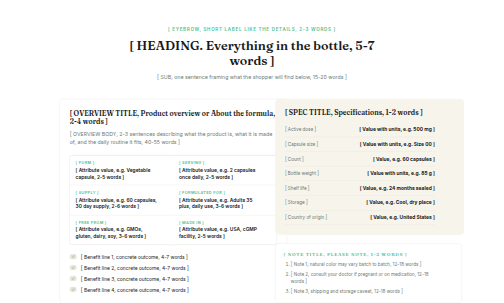 [ EYEBROW, SHORT LABEL LIKE THE DETAILS, 2-3 WORDS ]
[ HEADING. Everything in the bottle, 5-7
words ]
[ SUB, one sentence framing what the shopper will find below, 15-20 words ]
[ OVERVIEW TITLE, Product overview or About the formula,
2-4 words ]
[ OVERVIEW BODY, 2-3 sentences describing what the product is, what it is made
of, and the daily routine it fits, 40-55 words ]
[ FORM ]
[ Attribute value, e.g. Vegetable
capsule, 2-5 words ]
[ SERVING ]
[ Attribute value, e.g. 2 capsules
once daily, 2-5 words ]
[ SUPPLY ]
[ Attribute value, e.g. 60 capsules,
30 day supply, 2-6 words ]
[ FORMULATED FOR ]
[ Attribute value, e.g. Adults 35
plus, daily use, 3-6 words ]
[ FREE FROM ]
[ Attribute value, e.g. GMOs,
gluten, dairy, soy, 3-6 words ]
[ MADE IN ]
[ Attribute value, e.g. USA, cGMP
facility, 2-5 words ]
[ Benefit line 1, concrete outcome, 4-7 words ]
[ Benefit line 2, concrete outcome, 4-7 words ]
[ Benefit line 3, concrete outcome, 4-7 words ]
[ Benefit line 4, concrete outcome, 4-7 words ]
[ SPEC TITLE, Specifications, 1-2 words ]
[ Active dose ] [ Value with units, e.g. 500 mg ]
[ Capsule size ] [ Value with units, e.g. Size 00 ]
[ Count ] [ Value with units, e.g. 60 capsules ]
[ Bottle weight ] [ Value with units, e.g. 85 g ]
[ Shelf life ] [ Value with units, e.g. 24 months sealed ]
[ Storage ] [ Value with units, e.g. Cool, dry place ]
[ Country of origin ] [ Value with units, e.g. United States ]
[ NOTE TITLE, PLEASE NOTE, 2-3 WORDS ]
1. [ Note 1, natural color may vary batch to batch, 12-18 words ]
2. [ Note 2, consult your doctor if pregnant or on medication, 12-18
words ]
3. [ Note 3, shipping and storage caveat, 12-18 words ]